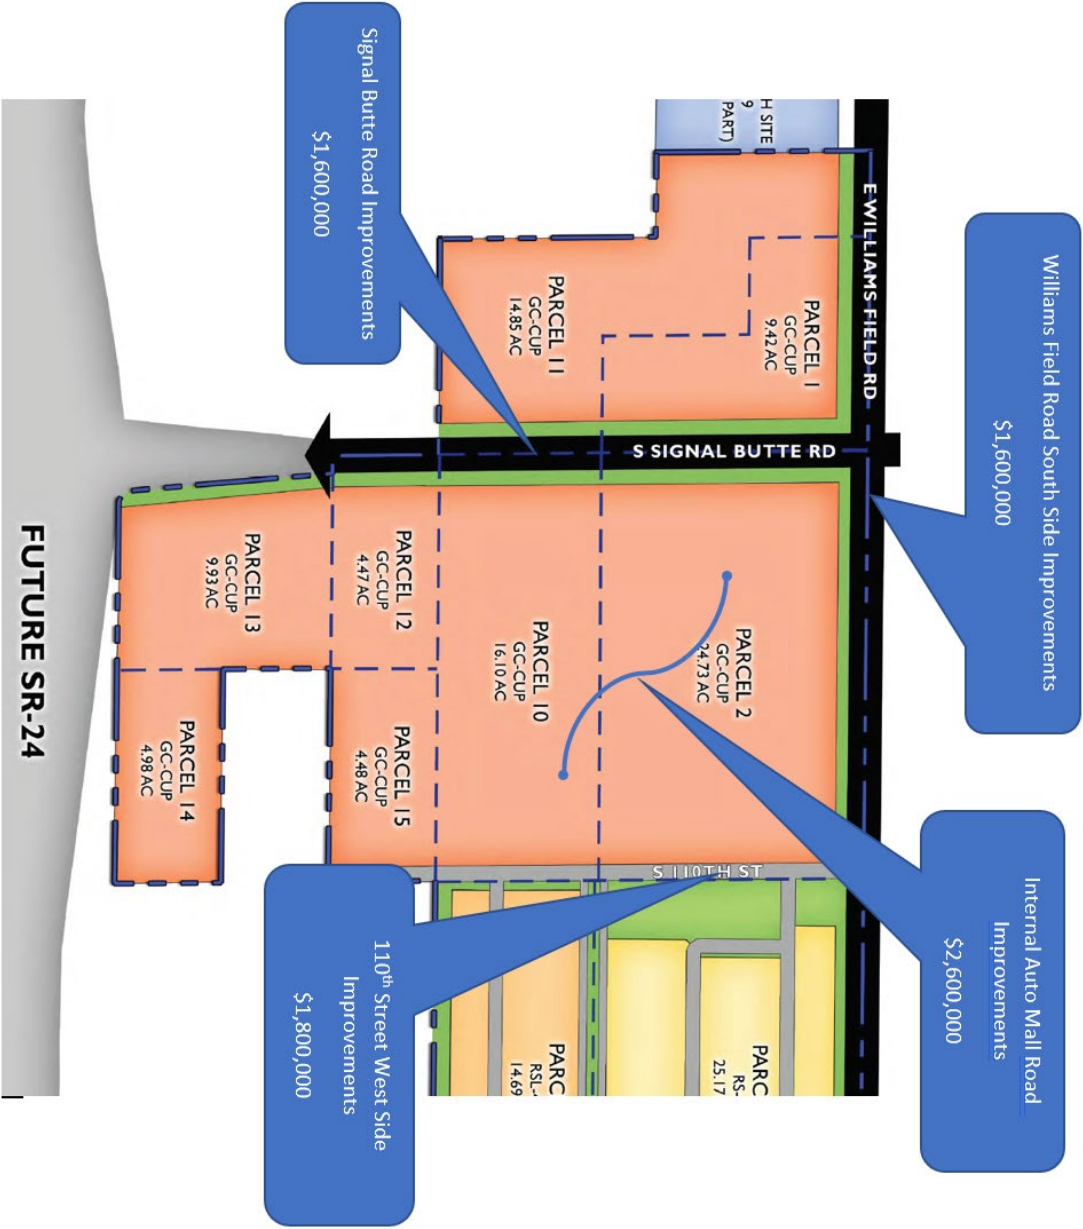 Williams Field Road South Side Improvements
$1,600,000
Internal Auto Mall Road
Improvements
$2,600,000
E WILLIAMS FIELD RD
H SITE
9
PART)
PARCEL 1
GC-CUP
9.42 AC
PARCEL 2
GC-CUP
24.73 AC
S SIGNAL BUTTE RD
S 110TH ST
PARC
RS-
25.17
PARCEL 11
GC-CUP
14.85 AC
PARCEL 10
GC-CUP
16.10 AC
PARC
RSL-
14.69
Signal Butte Road Improvements
$1,600,000
PARCEL 12
GC-CUP
4.47 AC
PARCEL 15
GC-CUP
4.48 AC
110th Street West Side
Improvements
$1,800,000
PARCEL 13
GC-CUP
9.93 AC
PARCEL 14
GC-CUP
4.98 AC
FUTURE SR-24